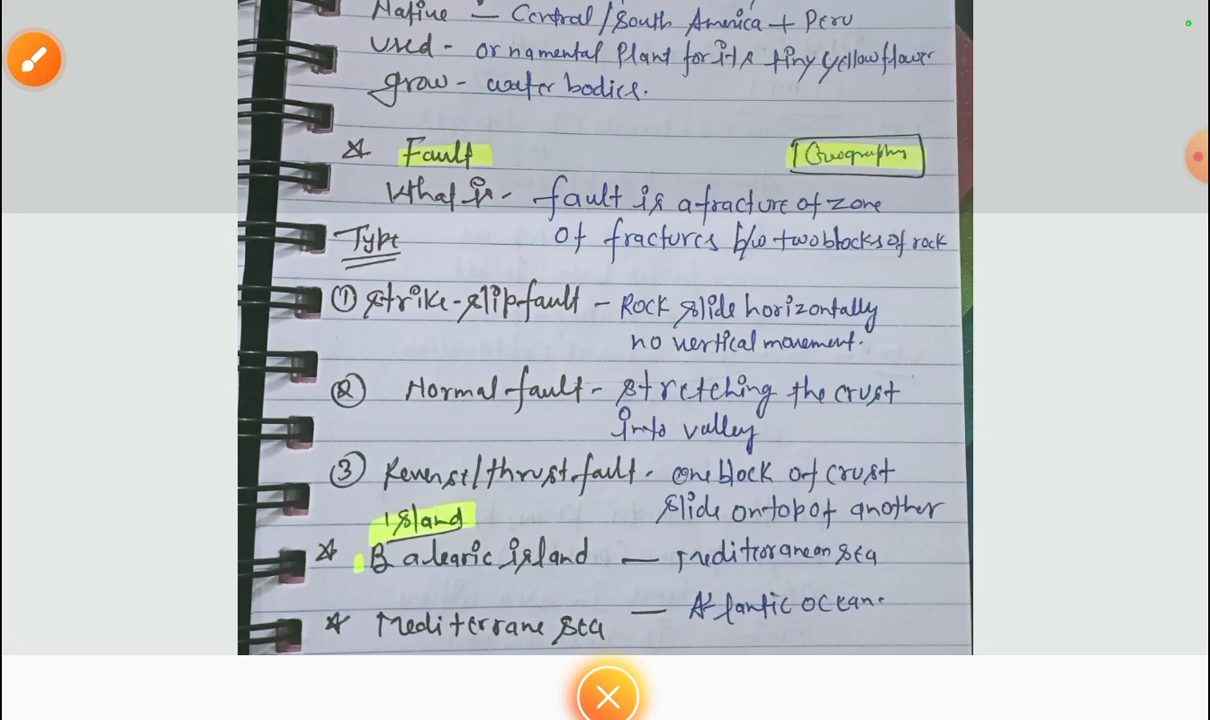 Native — Central/South America + Peru
used - ornamental plant for its tiny yellow flower
grow - water bodies.
☆ Fault
Geography
What is - fault is a fracture of zone
Type
of fractures b/w two blocks of rock
① strike-slip fault - Rock slide horizontally
no vertical movement.
② Normal fault - stretching the crust
into valley
③ Reverse/thrust fault - one block of crust
slide on top of another
island
☆ Balearic island — Mediterranean sea
— Atlantic ocean.
☆ Mediterrane sea